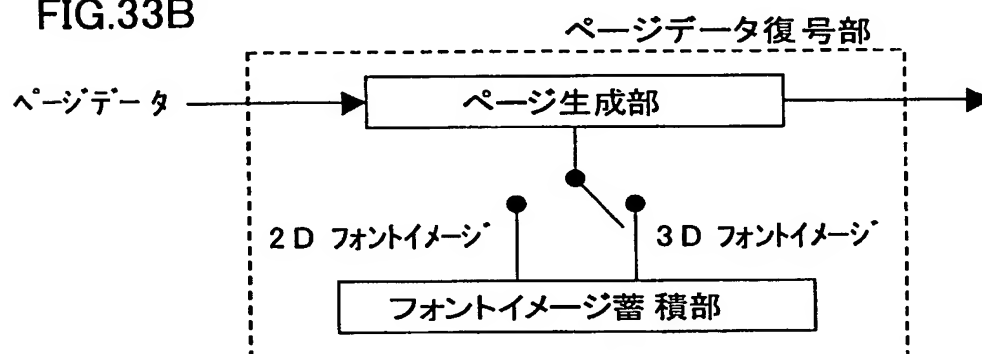 FIG.33B
ページデータ復号部
ページデータ
ページ生成部
2D フォントイメージ
3D フォントイメージ
フォントイメージ蓄積部